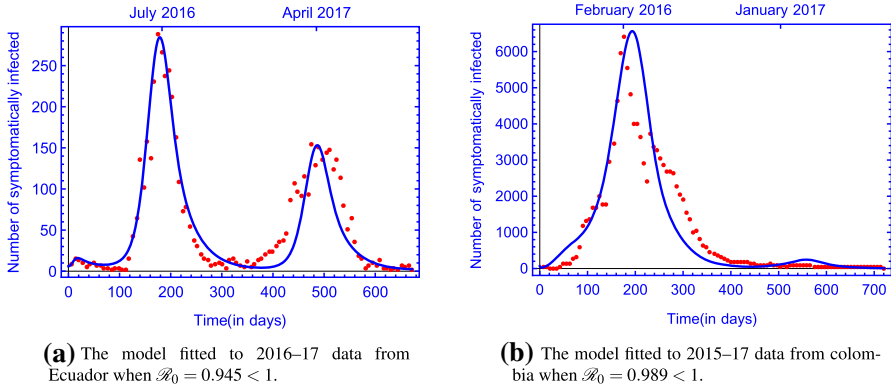 July 2016 April 2017
Number of symptomatically infected
250
200
150
100
50
0
0 100 200 300 400 500 600
Time(in days)
(a) The model fitted to 2016–17 data from
Ecuador when ℛ0 = 0.945 < 1.
February 2016 January 2017
Number of symptomatically infected
6000
5000
4000
3000
2000
1000
0
0 100 200 300 400 500 600 700
Time(in days)
(b) The model fitted to 2015–17 data from colom-
bia when ℛ0 = 0.989 < 1.